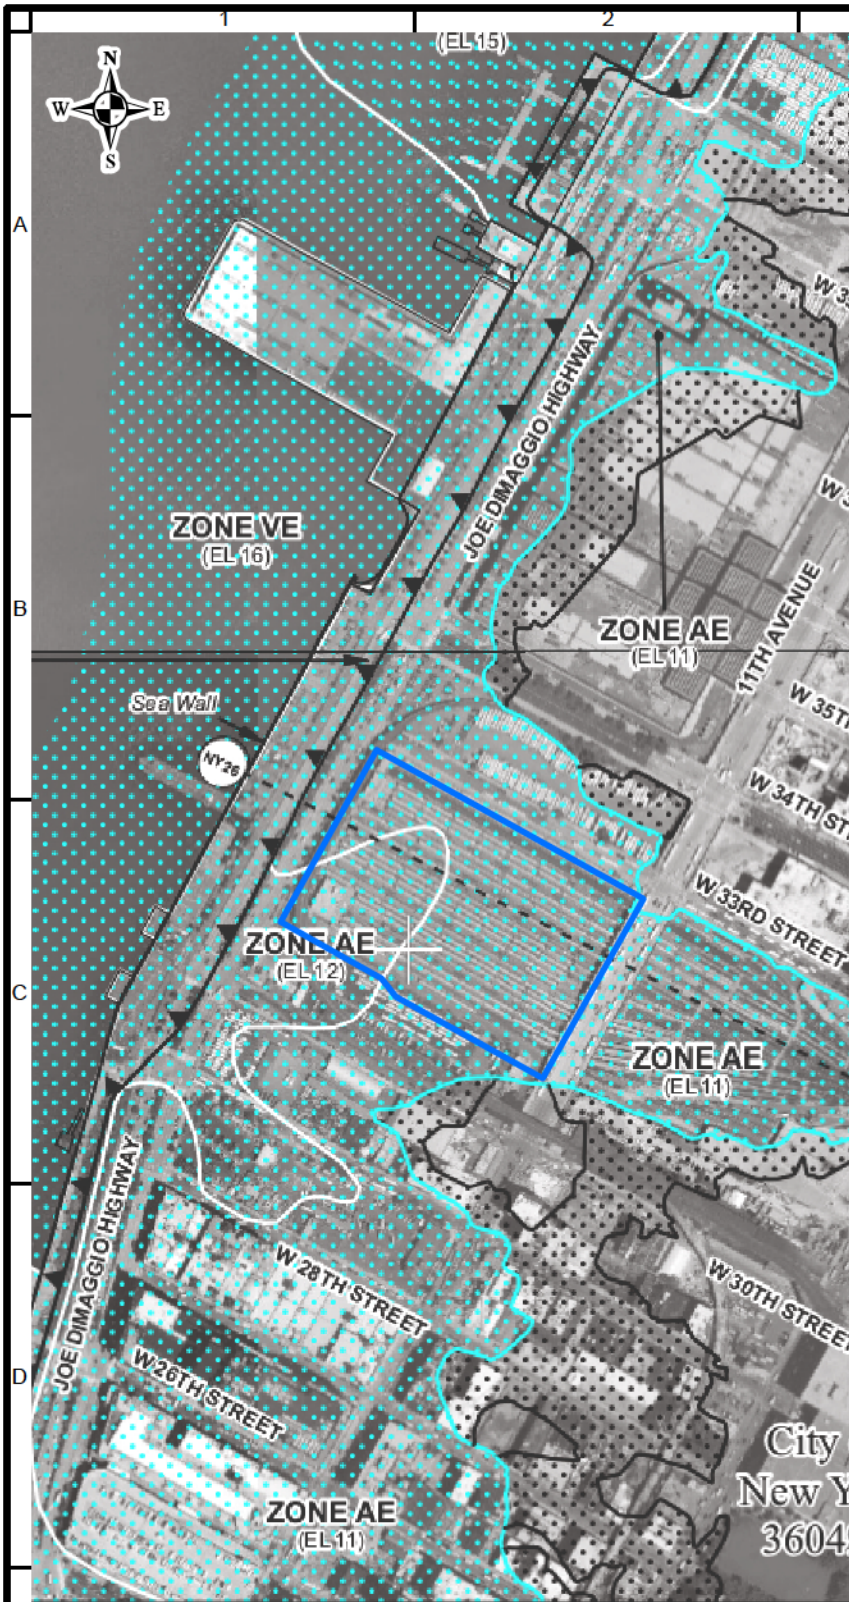 1
2
(EL 15)
N
W
E
S
A
W 3
JOE DIMAGGIO HIGHWAY
W 3
ZONE VE
(EL 16)
B
11TH AVENUE
ZONE AE
(EL 11)
W 35T
Sea Wall
NY26
W 34TH ST
W 33RD STREET
ZONE AE
(EL 12)
C
ZONE AE
(EL 11)
JOE DIMAGGIO HIGHWAY
W 28TH STREET
W 30TH STREET
W 26TH STREET
D
City
New Y
3604
ZONE AE
(EL 11)